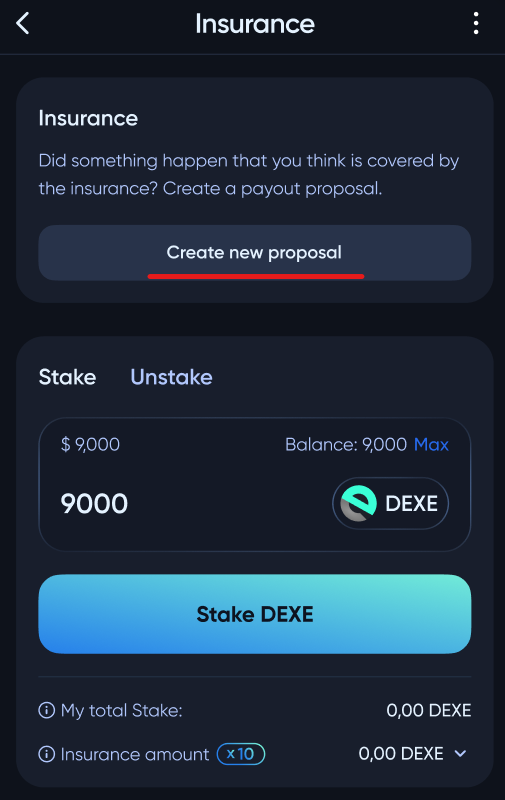 Insurance
Insurance
Did something happen that you think is covered by
the insurance? Create a payout proposal.
Create new proposal
Stake Unstake
$ 9,000 Balance: 9,000 Max
9000 DEXE
Stake DEXE
My total Stake: 0,00 DEXE
Insurance amount x10 0,00 DEXE